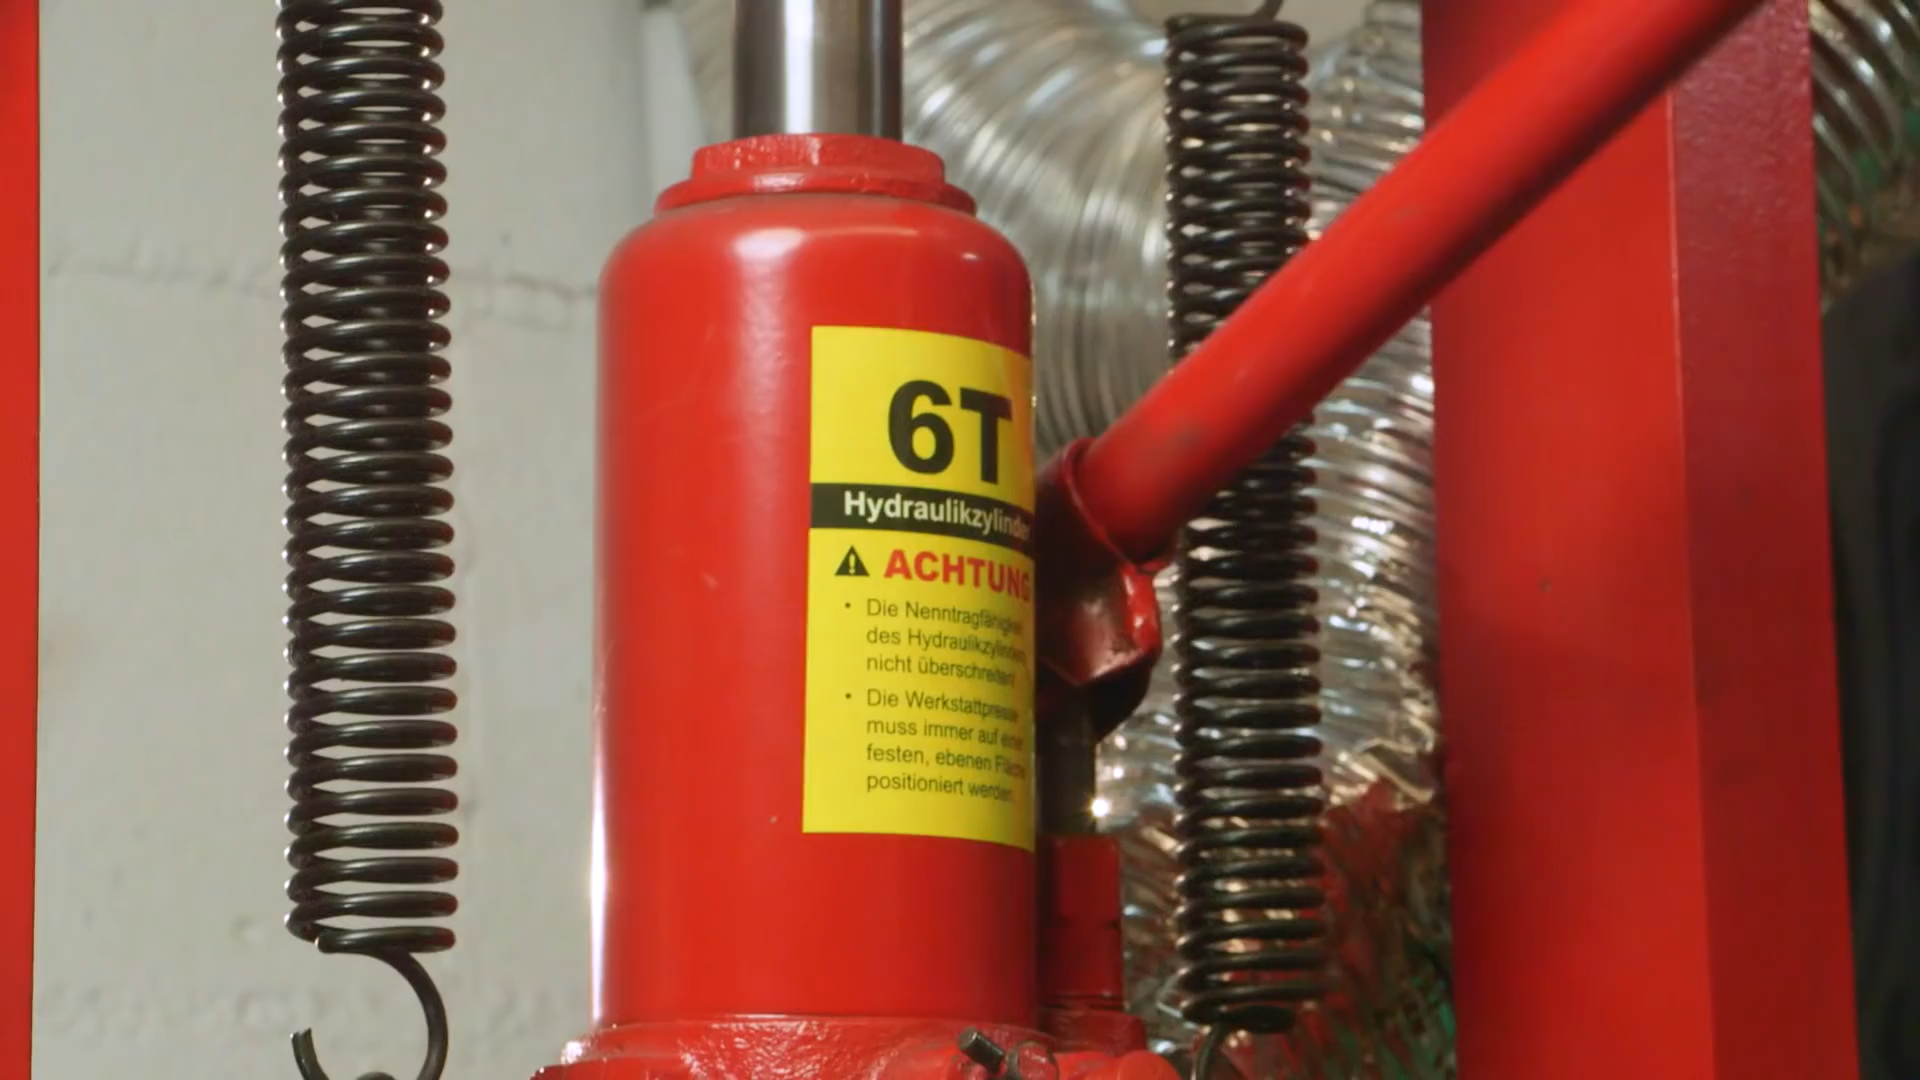 6T
Hydraulikzylinder
ACHTUNG
• Die Nenntragfähigkeit
des Hydraulikzylinders
nicht überschreiten!
• Die Werkstattpresse
muss immer auf einer
festen, ebenen Fläche
positioniert werden.